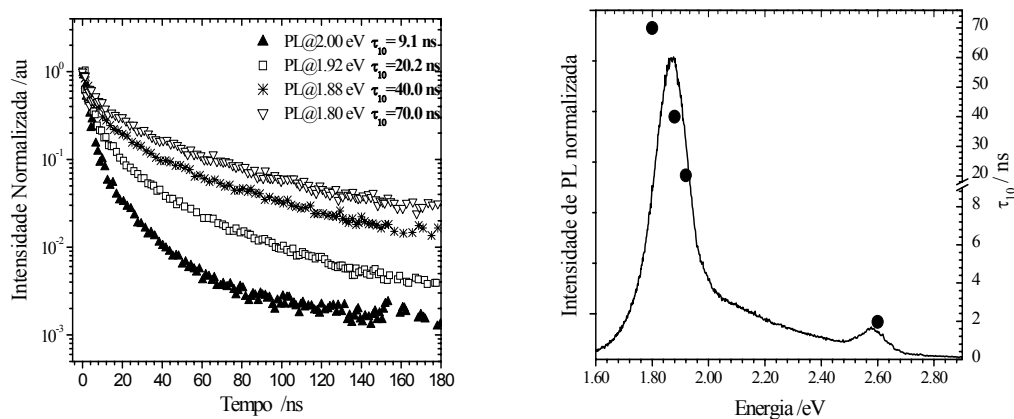 PL@2.00 eV τ10= 9.1 ns
PL@1.92 eV τ10=20.2 ns
PL@1.88 eV τ10=40.0 ns
PL@1.80 eV τ10=70.0 ns
10^0
10^-1
10^-2
10^-3
Intensidade Normalizada /au
0 20 40 60 80 100 120 140 160 180
Tempo /ns
Intensidade de PL normalizada
1.60 1.80 2.00 2.20 2.40 2.60 2.80
Energia /eV
70
60
50
40
30
20
8
6
4
2
0
τ10 / ns